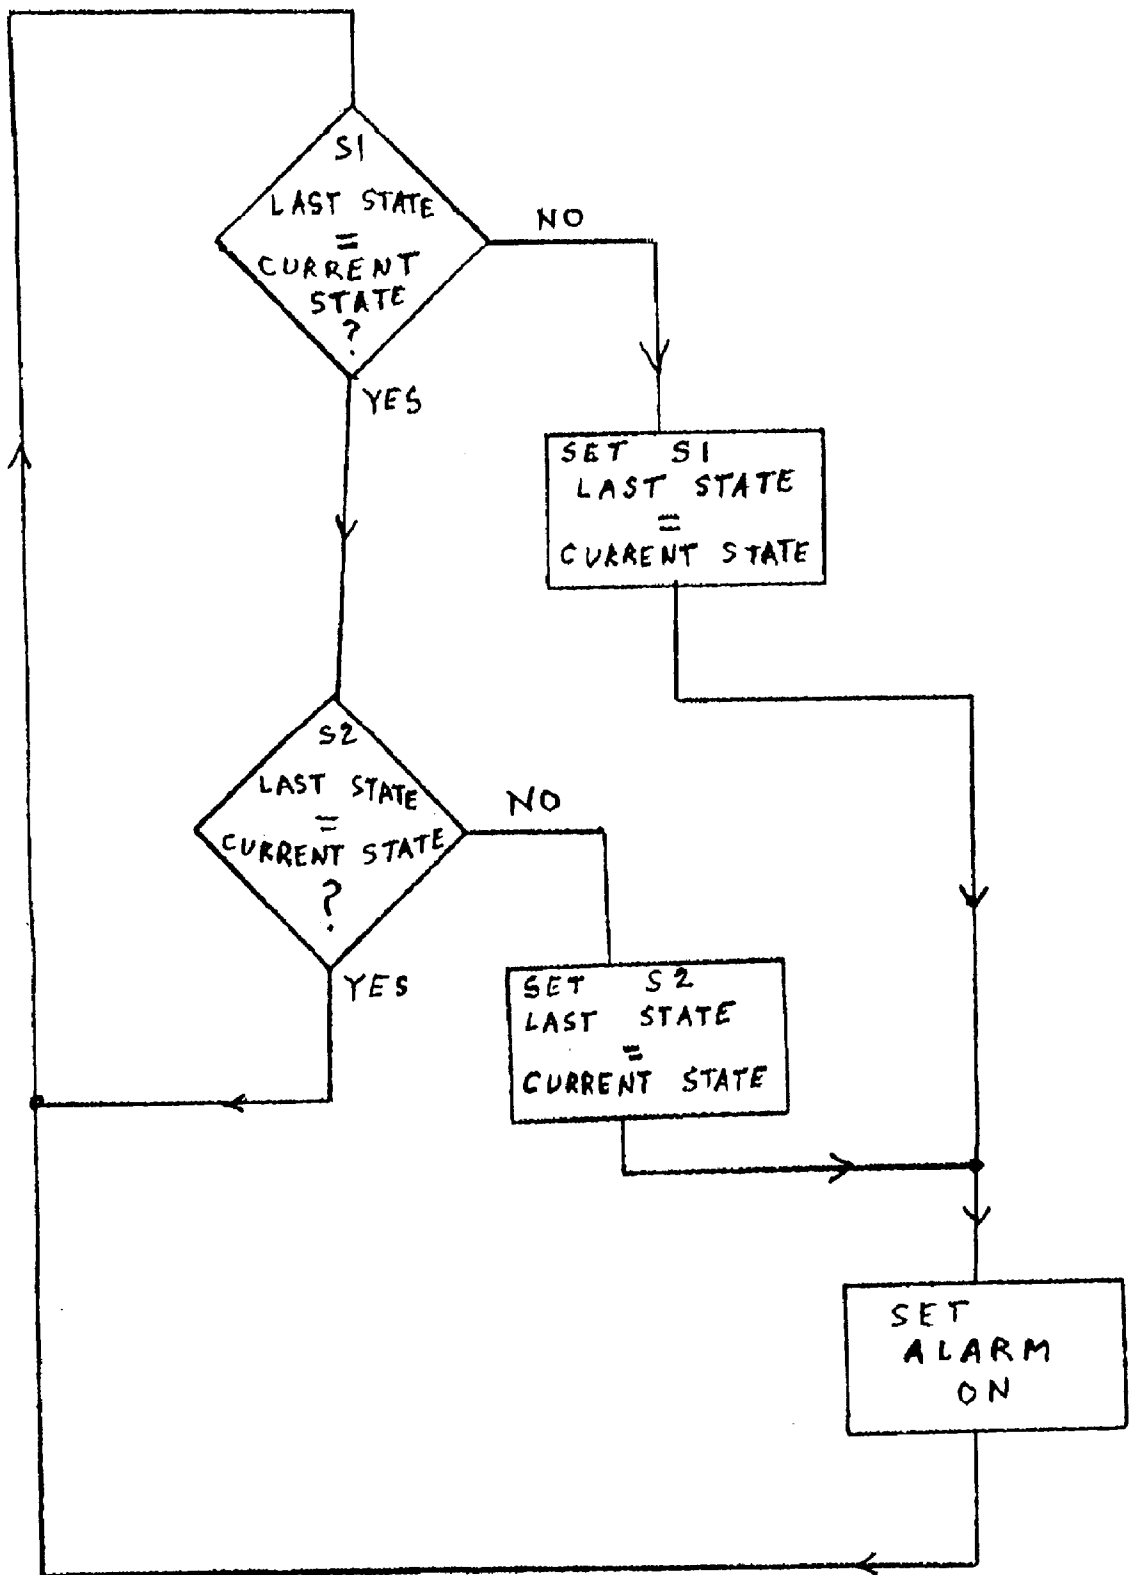 S1
LAST STATE
=
CURRENT
STATE
?
NO
YES
SET S1
LAST STATE
=
CURRENT STATE
S2
LAST STATE
=
CURRENT STATE
?
NO
YES
SET S2
LAST STATE
=
CURRENT STATE
SET
ALARM
ON